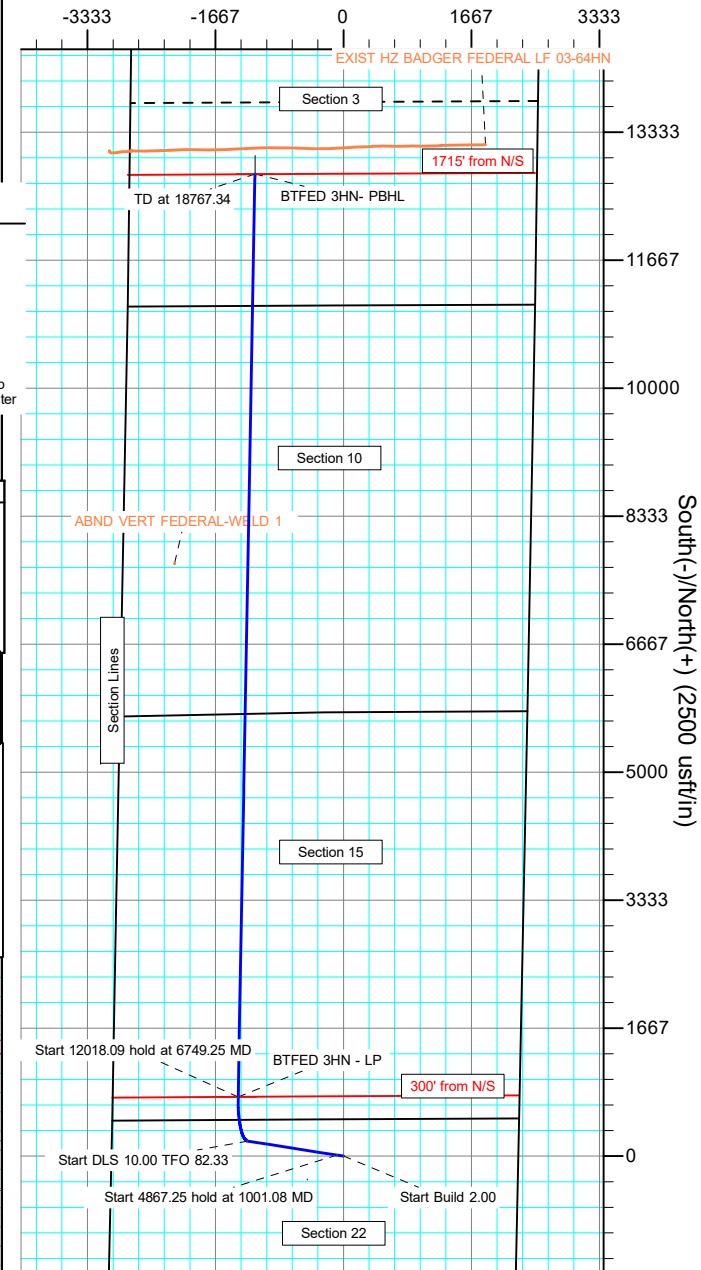 -3333 -1667 0 1667 3333
EXIST HZ BADGER FEDERAL LF 03-64HN
Section 3
13333
1715' from N/S
TD at 18767.34
BTFED 3HN- PBHL
11667
10000
ter
Section 10
8333
ABND VERT FEDERAL-WELD 1
South(-)/North(+) (2500 usft/in)
6667
Section Lines
5000
Section 15
3333
1667
Start 12018.09 hold at 6749.25 MD
BTFED 3HN - LP
300' from N/S
Start DLS 10.00 TFO 82.33
0
Start 4867.25 hold at 1001.08 MD
Start Build 2.00
Section 22